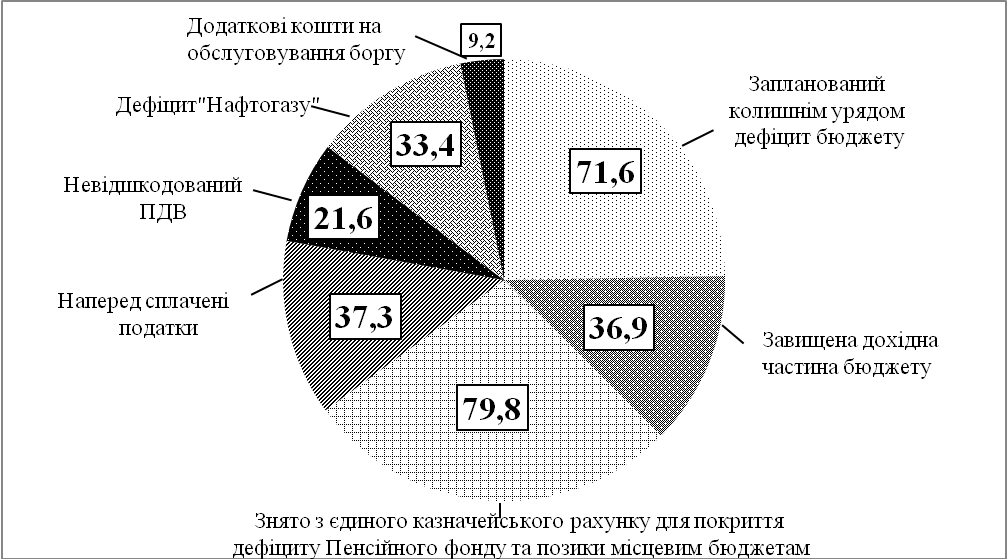 Додаткові кошти на
обслуговування боргу
9,2
Запланований
колишнім урядом
дефіцит бюджету
71,6
Дефіцит"Нафтогазу"
33,4
Невідшкодований
ПДВ
21,6
Наперед сплачені
податки
37,3
36,9
Завищена дохідна
частина бюджету
79,8
Знято з єдиного казначейського рахунку для покриття
дефіциту Пенсійного фонду та позики місцевим бюджетам